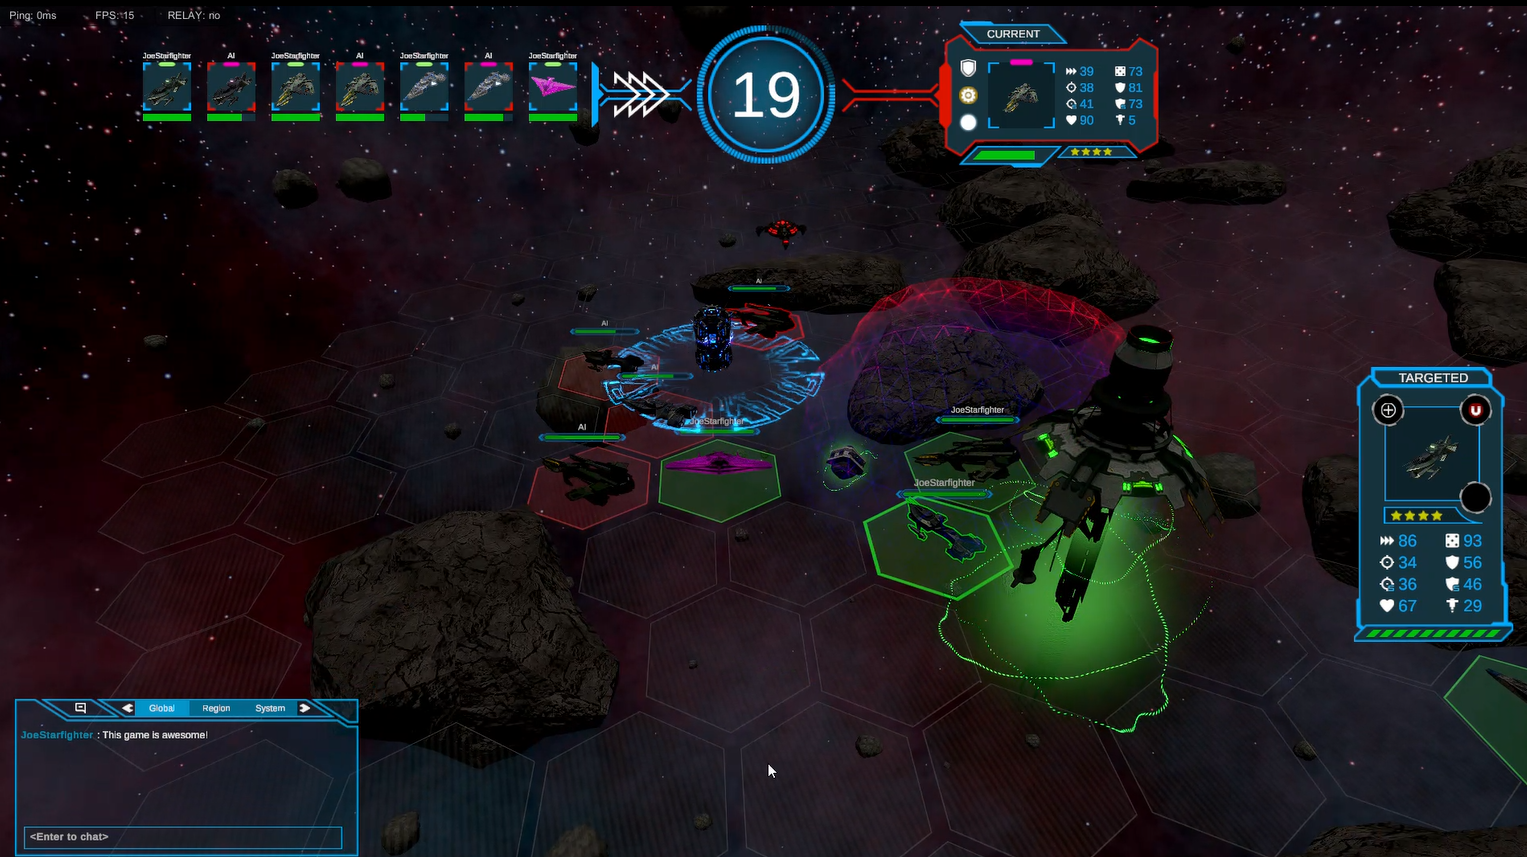 Ping: 0ms FPS: 15 RELAY: no
JoeStarfighter AI JoeStarfighter AI JoeStarfighter AI JoeStarfighter
19
CURRENT
39 73
38 81
41 73
90 5
AI
AI
AI
JoeStarfighter
JoeStarfighter
AI
JoeStarfighter
TARGETED
86 93
34 56
36 46
67 29
Global Region System
JoeStarfighter : This game is awesome!
<Enter to chat>